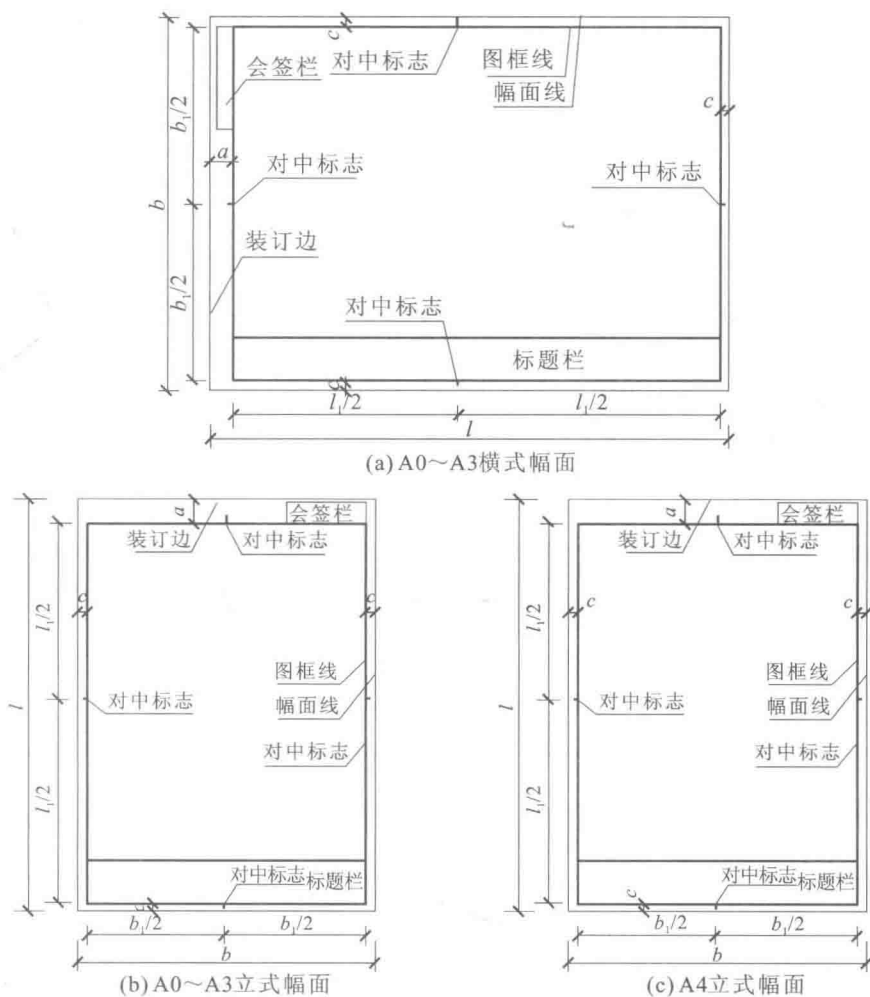 c
对中标志
图框线
幅面线
会签栏
c
b₁/2
a
对中标志
对中标志
b
装订边
b₁/2
对中标志
标题栏
c
l₁/2
l₁/2
l
(a) A0～A3横式幅面
a
会签栏
装订边
对中标志
c
c
l₁/2
图框线
l
对中标志
幅面线
对中标志
l₁/2
对中标志
标题栏
c
b₁/2
b₁/2
b
(b) A0～A3立式幅面
a
会签栏
装订边
对中标志
c
c
l₁/2
图框线
l
对中标志
幅面线
对中标志
l₁/2
对中标志
标题栏
c
b₁/2
b₁/2
b
(c) A4立式幅面